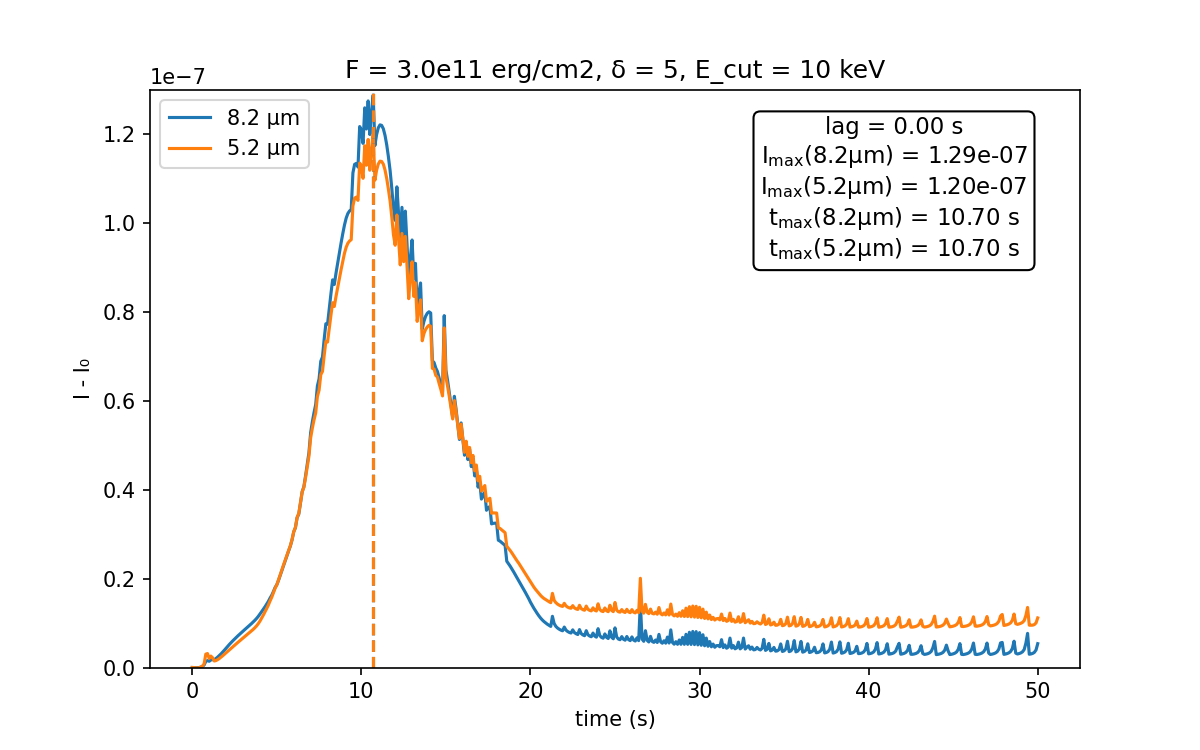 F = 3.0e11 erg/cm2, δ = 5, E_cut = 10 keV
1e−7
8.2 μm
5.2 μm
lag = 0.00 s
Imax(8.2μm) = 1.29e-07
Imax(5.2μm) = 1.20e-07
tmax(8.2μm) = 10.70 s
tmax(5.2μm) = 10.70 s
1.2
1.0
0.8
0.6
0.4
0.2
0.0
I - I₀
0 10 20 30 40 50
time (s)